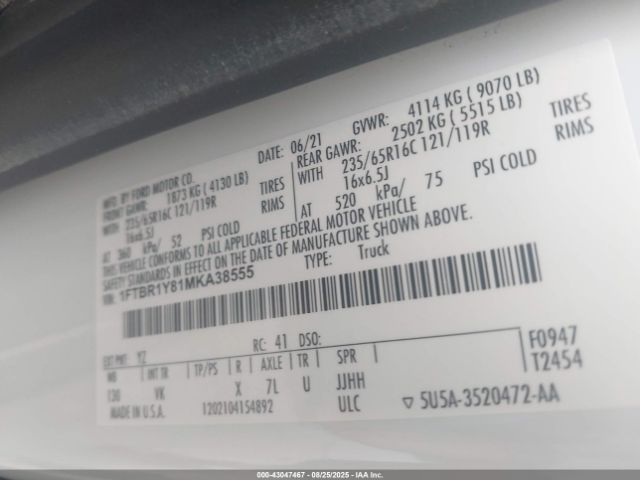 MFD. BY FORD MOTOR CO. DATE: 06/21 GVWR: 4114 KG ( 9070 LB)
FRONT GAWR: 1873 KG ( 4130 LB) REAR GAWR: 2502 KG ( 5515 LB)
WITH 235/65R16C 121/119R TIRES WITH 235/65R16C 121/119R TIRES
16x6.5J RIMS 16x6.5J RIMS
AT 360 kPa/ 52 PSI COLD AT 520 kPa/ 75 PSI COLD
THIS VEHICLE CONFORMS TO ALL APPLICABLE FEDERAL MOTOR VEHICLE
SAFETY STANDARDS IN EFFECT ON THE DATE OF MANUFACTURE SHOWN ABOVE.
VIN: 1FTBR1Y81MKA38555 TYPE: Truck
EXT PNT: YZ RC: 41 DSO: F0947
WB INT TR TP/PS R AXLE TR SPR T2454
130 VK X 7L U JJHH
MADE IN U.S.A. 12021041S4892 ULC ▽ 5U5A-3520472-AA
000-43047467 - 08/25/2025 - IAA Inc.